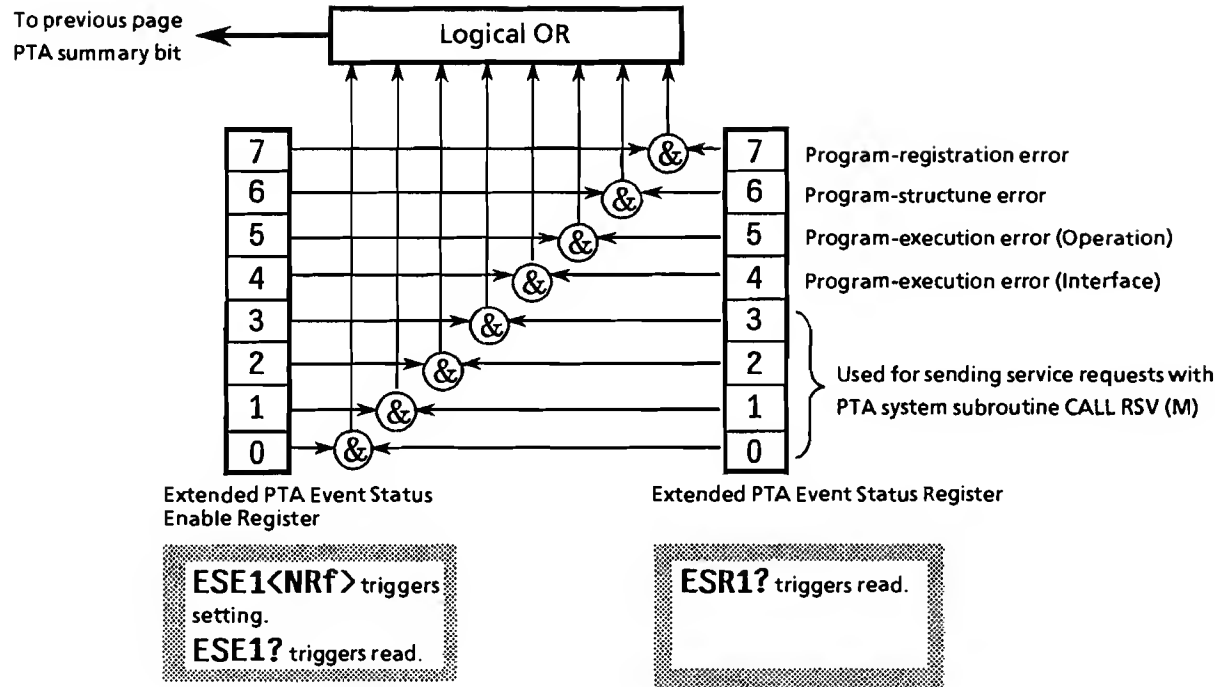 To previous page
PTA summary bit
Logical OR
7
6
5
4
3
2
1
0
&
&
&
&
&
&
&
&
7
6
5
4
3
2
1
0
Program-registration error
Program-structune error
Program-execution error (Operation)
Program-execution error (Interface)
Used for sending service requests with
PTA system subroutine CALL RSV (M)
Extended PTA Event Status
Enable Register
Extended PTA Event Status Register
ESE1<NRf> triggers
setting.
ESE1? triggers read.
ESR1? triggers read.